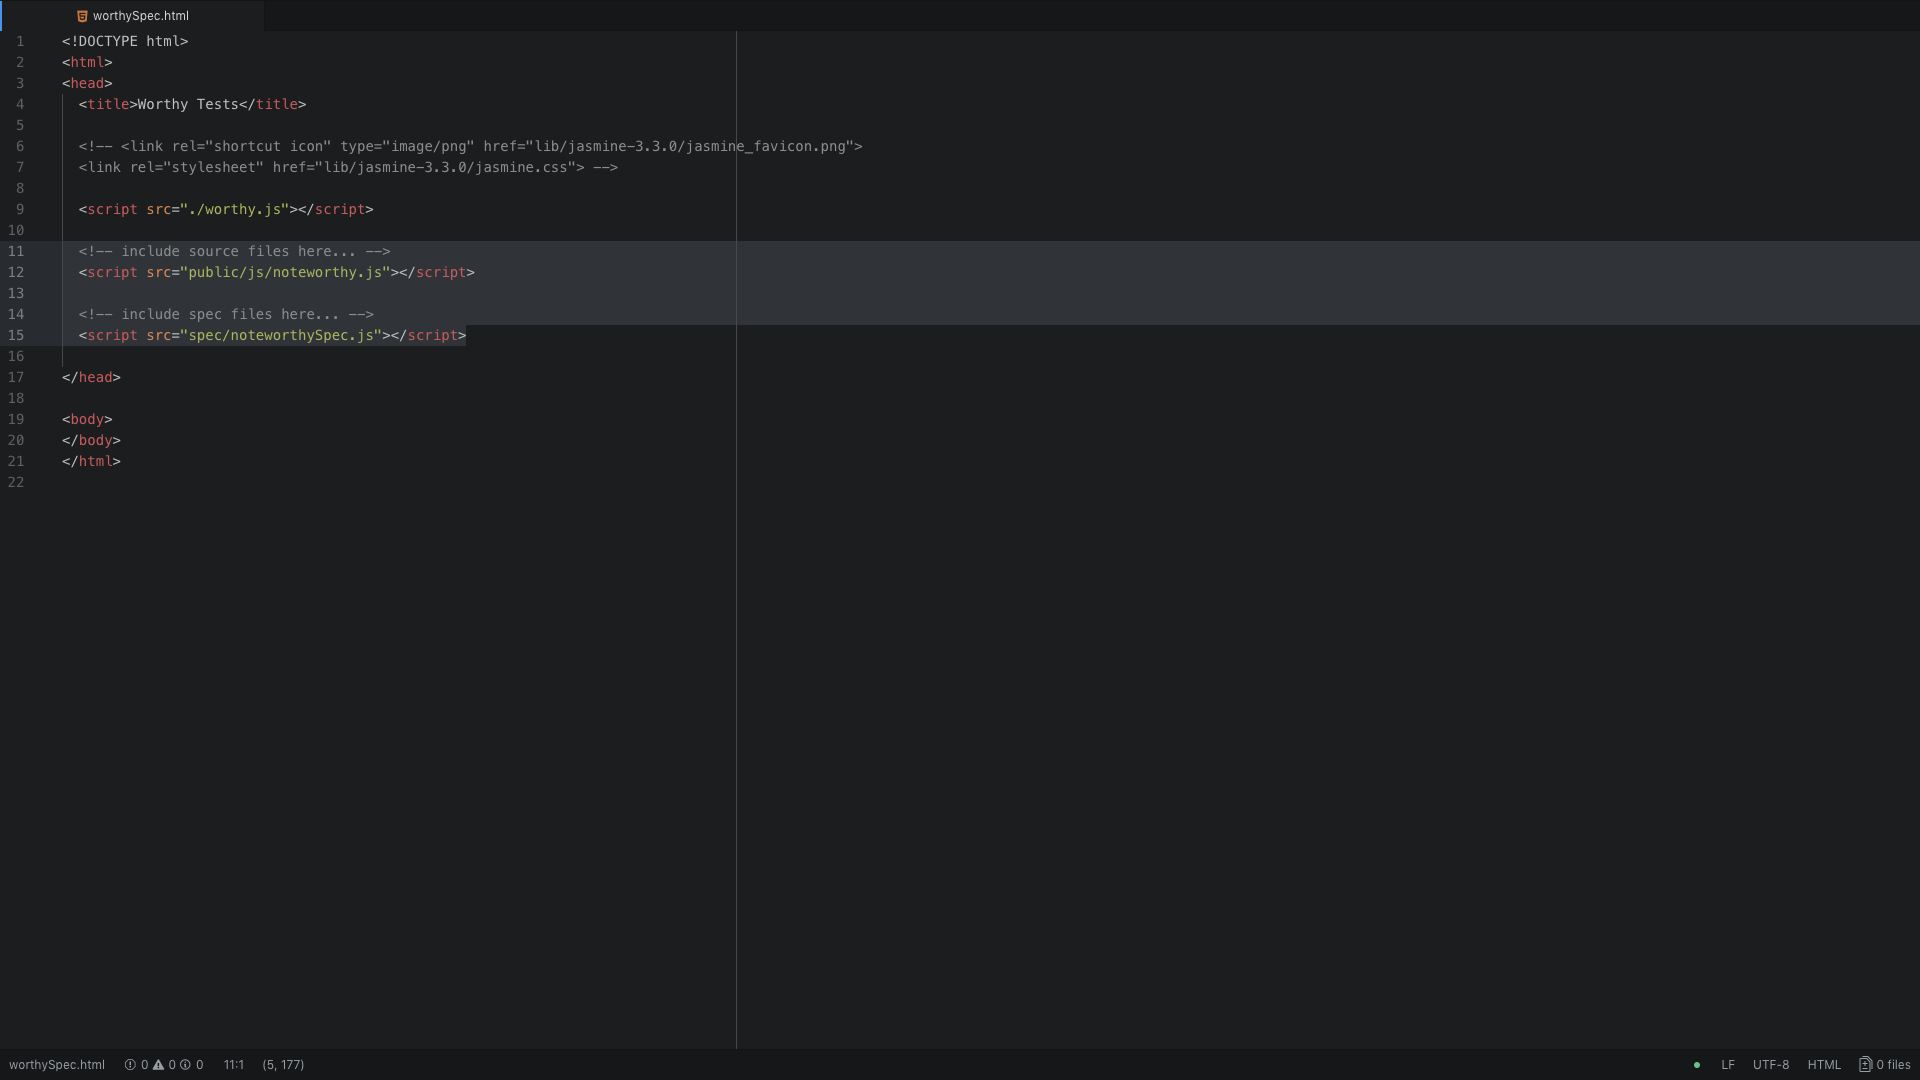 worthySpec.html
1 <!DOCTYPE html>
2 <html>
3 <head>
4 <title>Worthy Tests</title>
5
6 <!-- <link rel="shortcut icon" type="image/png" href="lib/jasmine-3.3.0/jasmine_favicon.png">
7 <link rel="stylesheet" href="lib/jasmine-3.3.0/jasmine.css"> -->
8
9 <script src="./worthy.js"></script>
10
11 <!-- include source files here... -->
12 <script src="public/js/noteworthy.js"></script>
13
14 <!-- include spec files here... -->
15 <script src="spec/noteworthySpec.js"></script>
16
17 </head>
18
19 <body>
20 </body>
21 </html>
22
worthySpec.html 0 0 0 11:1 (5, 177) LF UTF-8 HTML 0 files